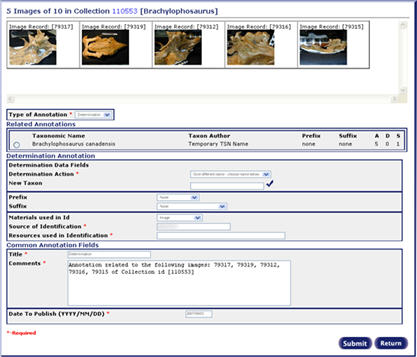 5 Images of 10 in Collection 110553 [Brachylophosaurus]
Image Record: [79317] Image Record: [79319] Image Record: [79312] Image Record: [79316] Image Record: [79315]
Type of Annotation * Determination
Related Annotations
Taxonomic Name Taxon Author Prefix Suffix A D S
Brachylophosaurus canadensis Temporary TSN Name none none 5 0 1
Determination Annotation
Determination Data Fields
Determination Action *
New Taxon
Prefix None
Suffix None
Materials used in Id Image
Source of Identification *
Resources used in Identification *
Common Annotation Fields
Title * Determination
Comments * Annotation related to the following images: 79317, 79319, 79312,
79316, 79315 of Collection id [110553]
Date To Publish (YYYY/MM/DD) *
*-Required
Submit Return